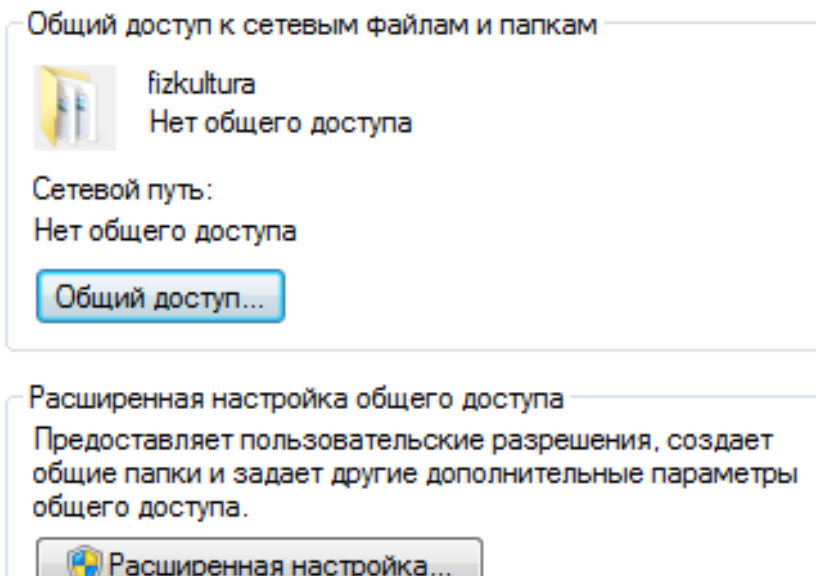 Общий доступ к сетевым файлам и папкам
fizkultura
Нет общего доступа
Сетевой путь:
Нет общего доступа
Общий доступ...
Расширенная настройка общего доступа
Предоставляет пользовательские разрешения, создает
общие папки и задает другие дополнительные параметры
общего доступа.
Расширенная настройка...